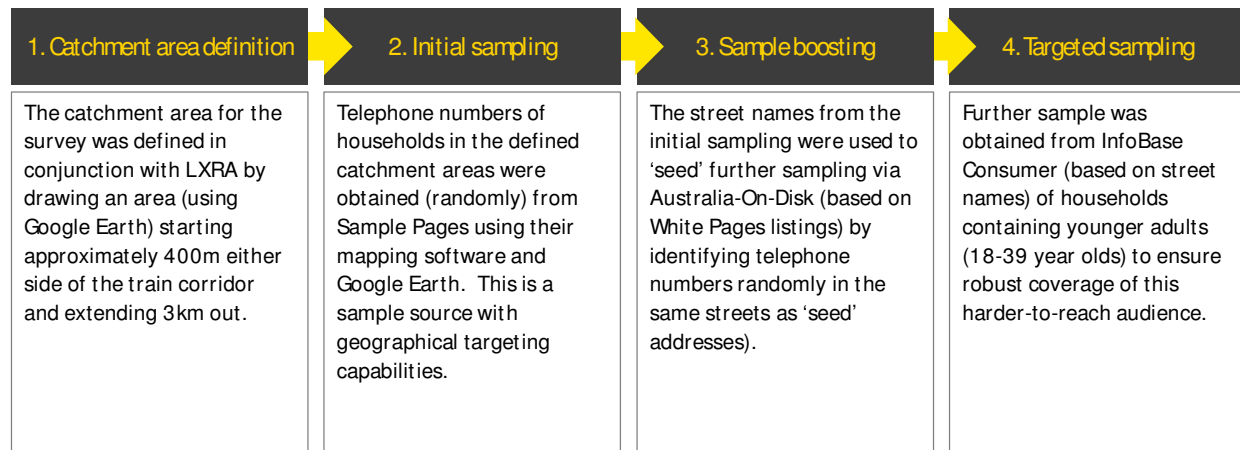 1. Catchment area definition
The catchment area for the
survey was defined in
conjunction with LXRA by
drawing an area (using
Google Earth) starting
approximately 400m either
side of the train corridor
and extending 3km out.
2. Initial sampling
Telephone numbers of
households in the defined
catchment areas were
obtained (randomly) from
Sample Pages using their
mapping software and
Google Earth.  This is a
sample source with
geographical targeting
capabilities.
3. Sample boosting
The street names from the
initial sampling were used to
‘seed’ further sampling via
Australia-On-Disk (based on
White Pages listings) by
identifying telephone
numbers randomly in the
same streets as ‘seed’
addresses).
4. Targeted sampling
Further sample was
obtained from InfoBase
Consumer (based on street
names) of households
containing younger adults
(18-39 year olds) to ensure
robust coverage of this
harder-to-reach audience.